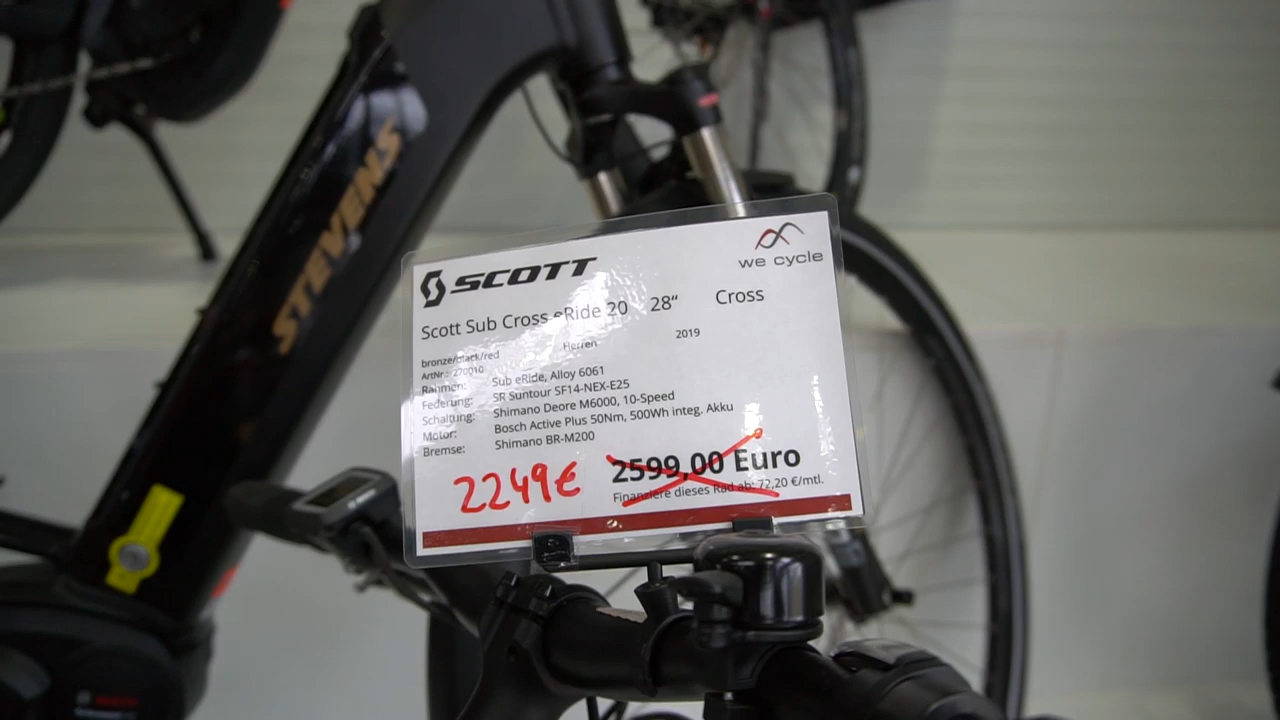 STEVENS
SCOTT
we cycle
Scott Sub Cross eRide 20 28“ Cross
bronze/black/red Herren 2019
ArtNr.: 270010
Rahmen: Sub eRide, Alloy 6061
Federung: SR Suntour SF14-NEX-E25
Schaltung: Shimano Deore M6000, 10-Speed
Motor: Bosch Active Plus 50Nm, 500Wh integ. Akku
Bremse: Shimano BR-M200
2249€ 2599,00 Euro
Finanziere dieses Rad ab: 72,20 €/mtl.